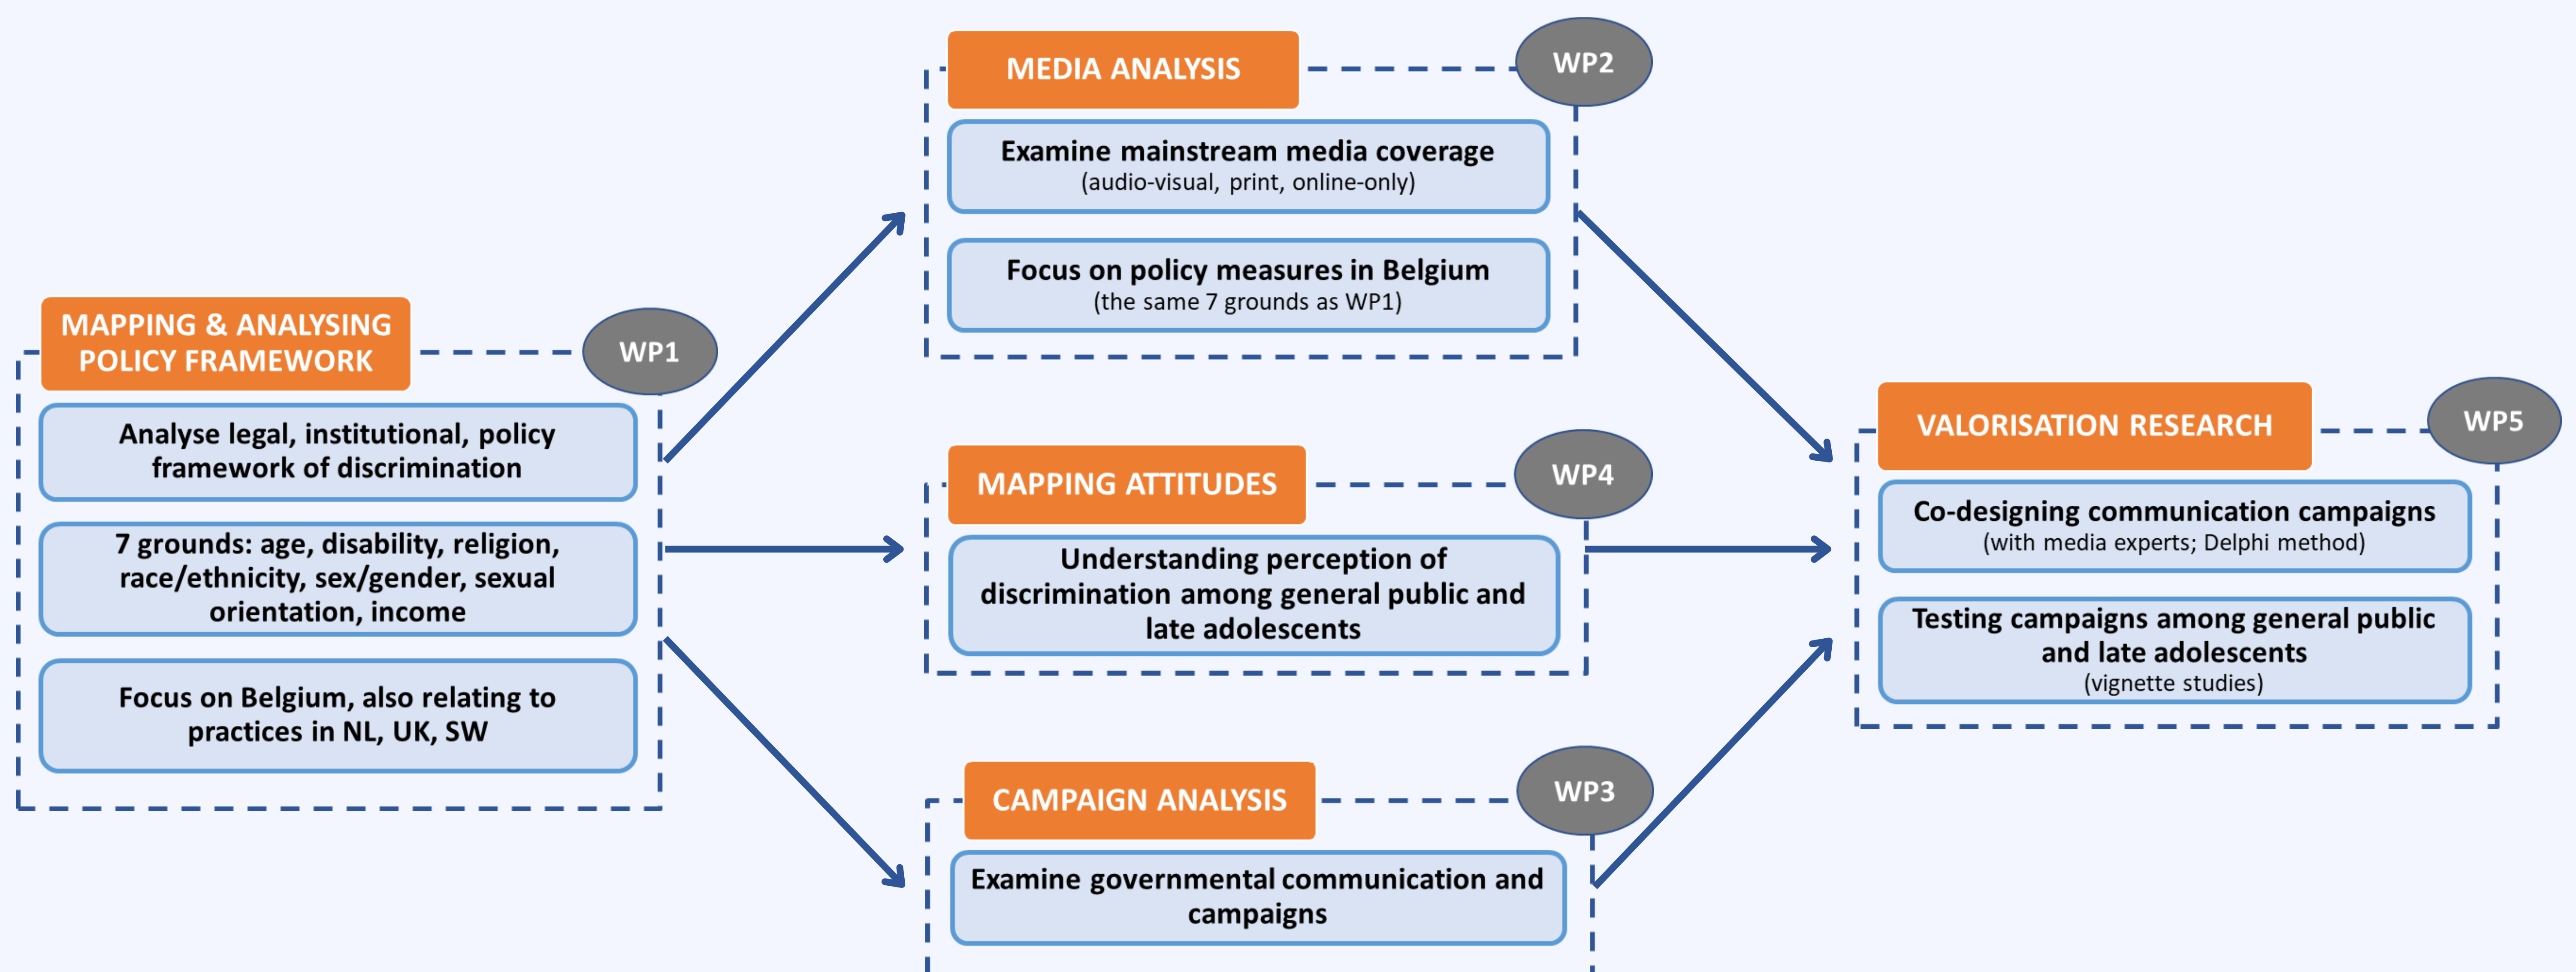 MAPPING & ANALYSING
POLICY FRAMEWORK
WP1
Analyse legal, institutional, policy
framework of discrimination
7 grounds: age, disability, religion,
race/ethnicity, sex/gender, sexual
orientation, income
Focus on Belgium, also relating to
practices in NL, UK, SW
MEDIA ANALYSIS
WP2
Examine mainstream media coverage
(audio-visual, print, online-only)
Focus on policy measures in Belgium
(the same 7 grounds as WP1)
MAPPING ATTITUDES
WP4
Understanding perception of
discrimination among general public and
late adolescents
CAMPAIGN ANALYSIS
WP3
Examine governmental communication and
campaigns
VALORISATION RESEARCH
WP5
Co-designing communication campaigns
(with media experts; Delphi method)
Testing campaigns among general public
and late adolescents
(vignette studies)